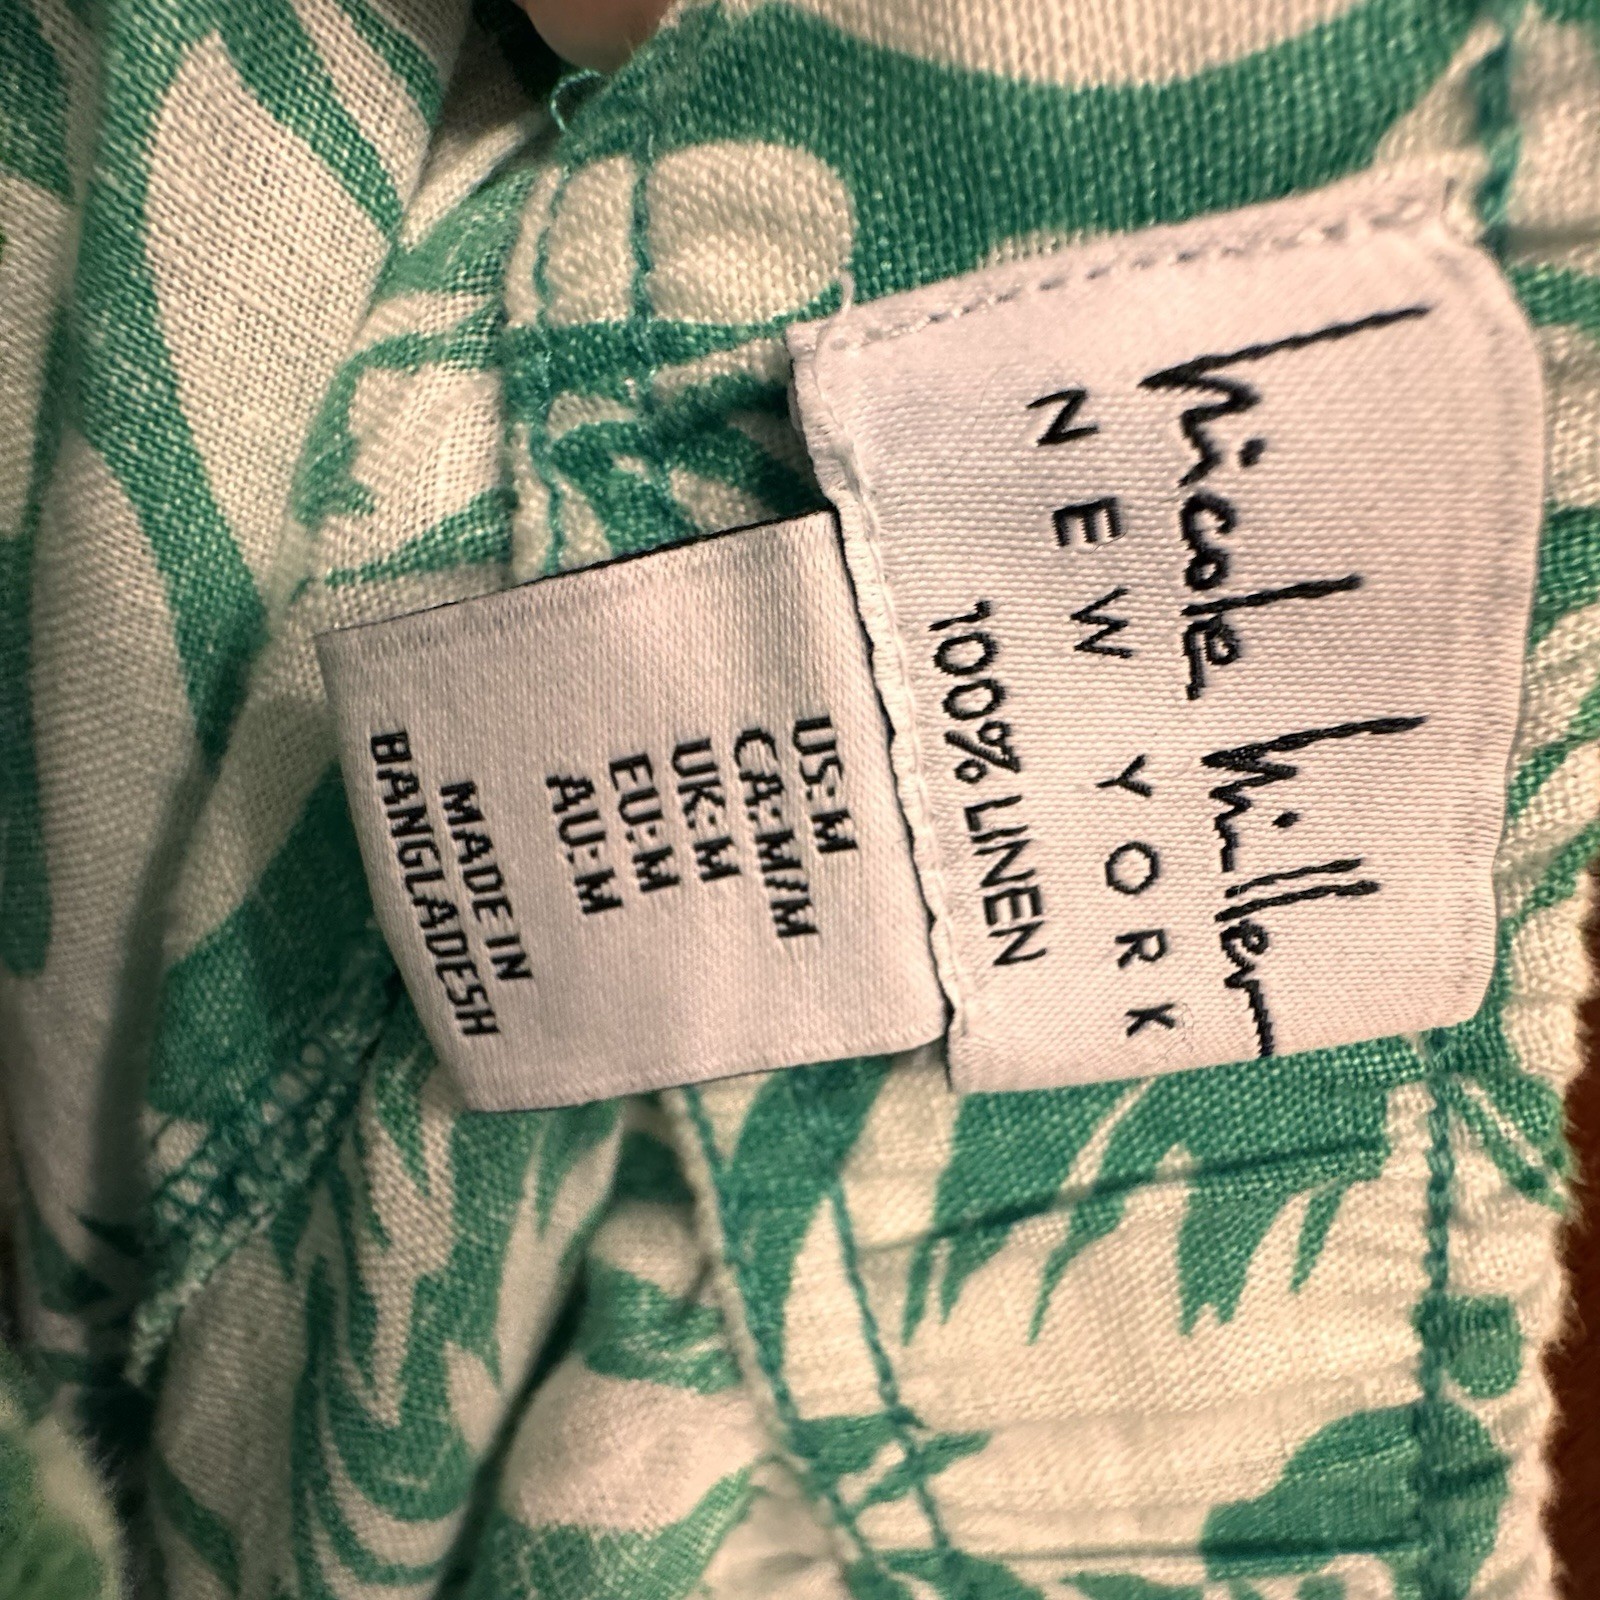 Nicole Miller
NEW YORK
100% LINEN
US: M
CA: M/M
UK: M
EU: M
AU: M
MADE IN
BANGLADESH